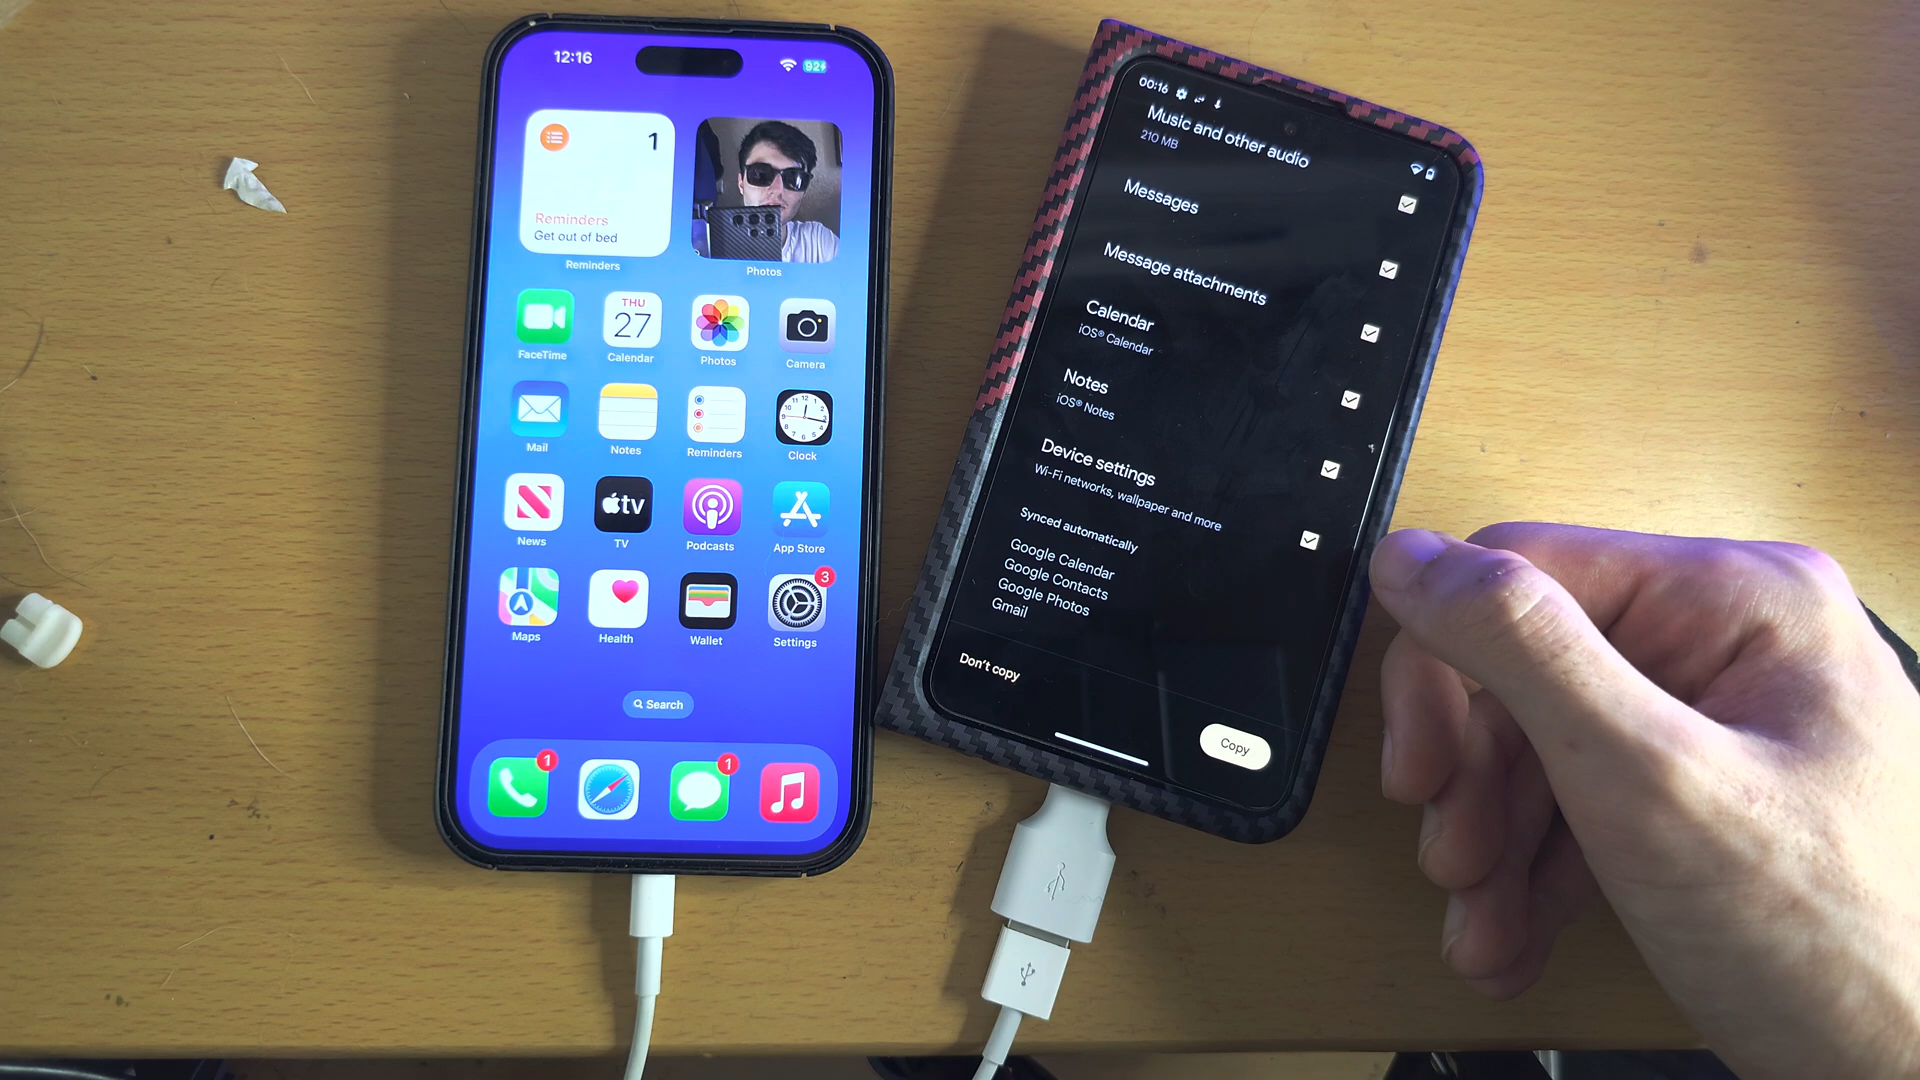 12:16
92
1
Reminders
Get out of bed
Reminders
Photos
THU
27
FaceTime
Calendar
Photos
Camera
Mail
Notes
Reminders
Clock
tv
News
TV
Podcasts
App Store
3
Maps
Health
Wallet
Settings
Search
1
1
00:16
Music and other audio
210 MB
Messages
Message attachments
Calendar
iOS® Calendar
Notes
iOS® Notes
Device settings
Wi-Fi networks, wallpaper and more
Synced automatically
Google Calendar
Google Contacts
Google Photos
Gmail
Don't copy
Copy